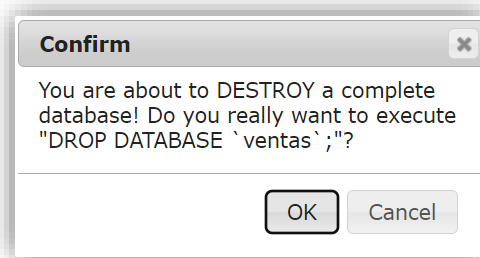 Confirm
You are about to DESTROY a complete
database! Do you really want to execute
"DROP DATABASE `ventas`;"?
OK
Cancel